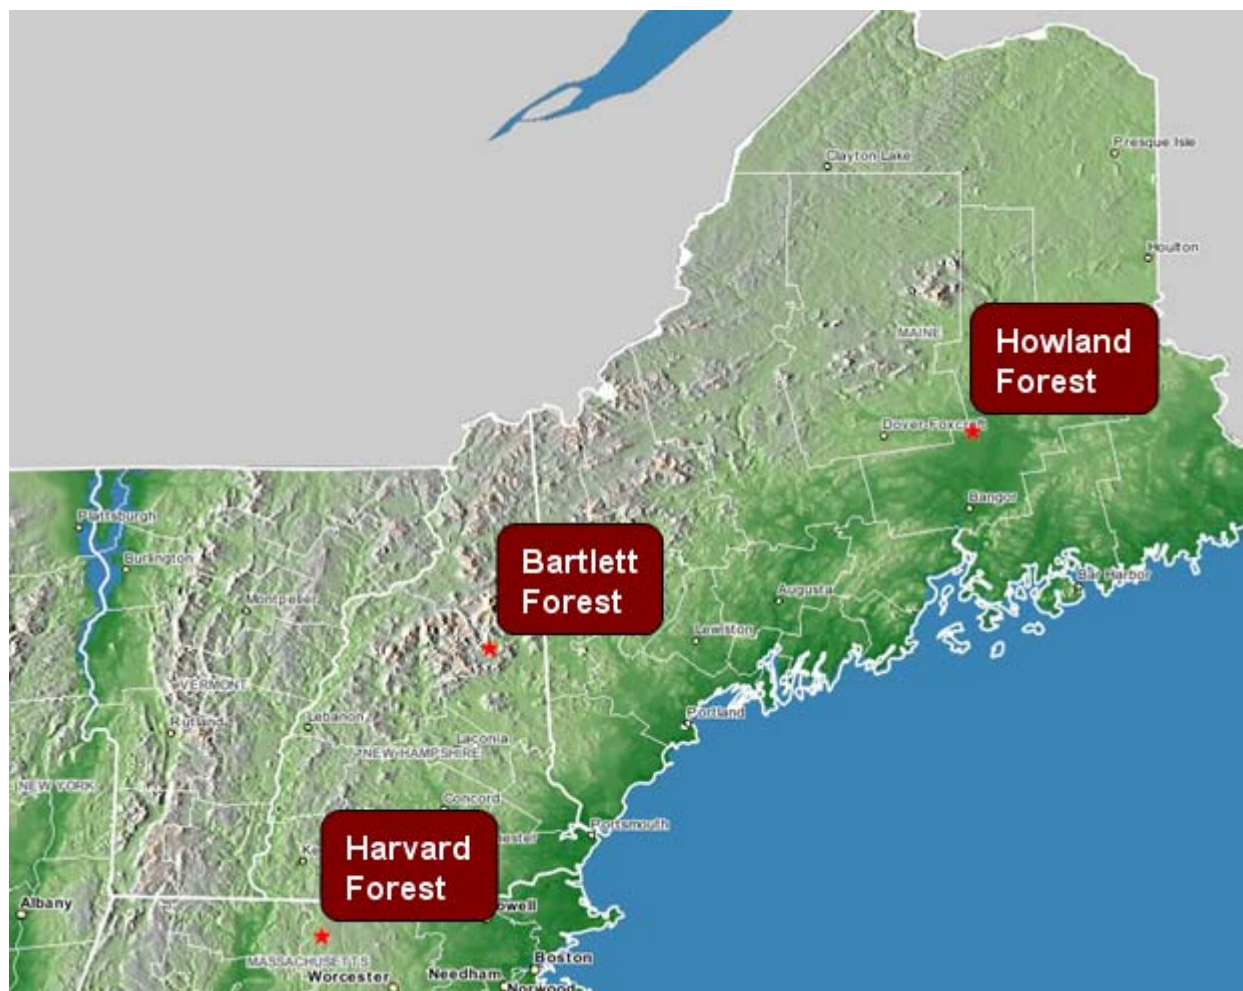 Presque Isle
Clayton Lake
Houlton
MAINE
Howland
Forest
Dover-Foxcroft
Bangor
Plattsburgh
Burlington
Bartlett
Forest
Bar Harbor
Augusta
Montpelier
Lewiston
VERMONT
Portland
Lebanon
Rutland
Laconia
NEW HAMPSHIRE
NEW YORK
Concord
Portsmouth
Harvard
Forest
Albany
MASSACHUSETTS
Boston
Worcester
Needham
Norwood